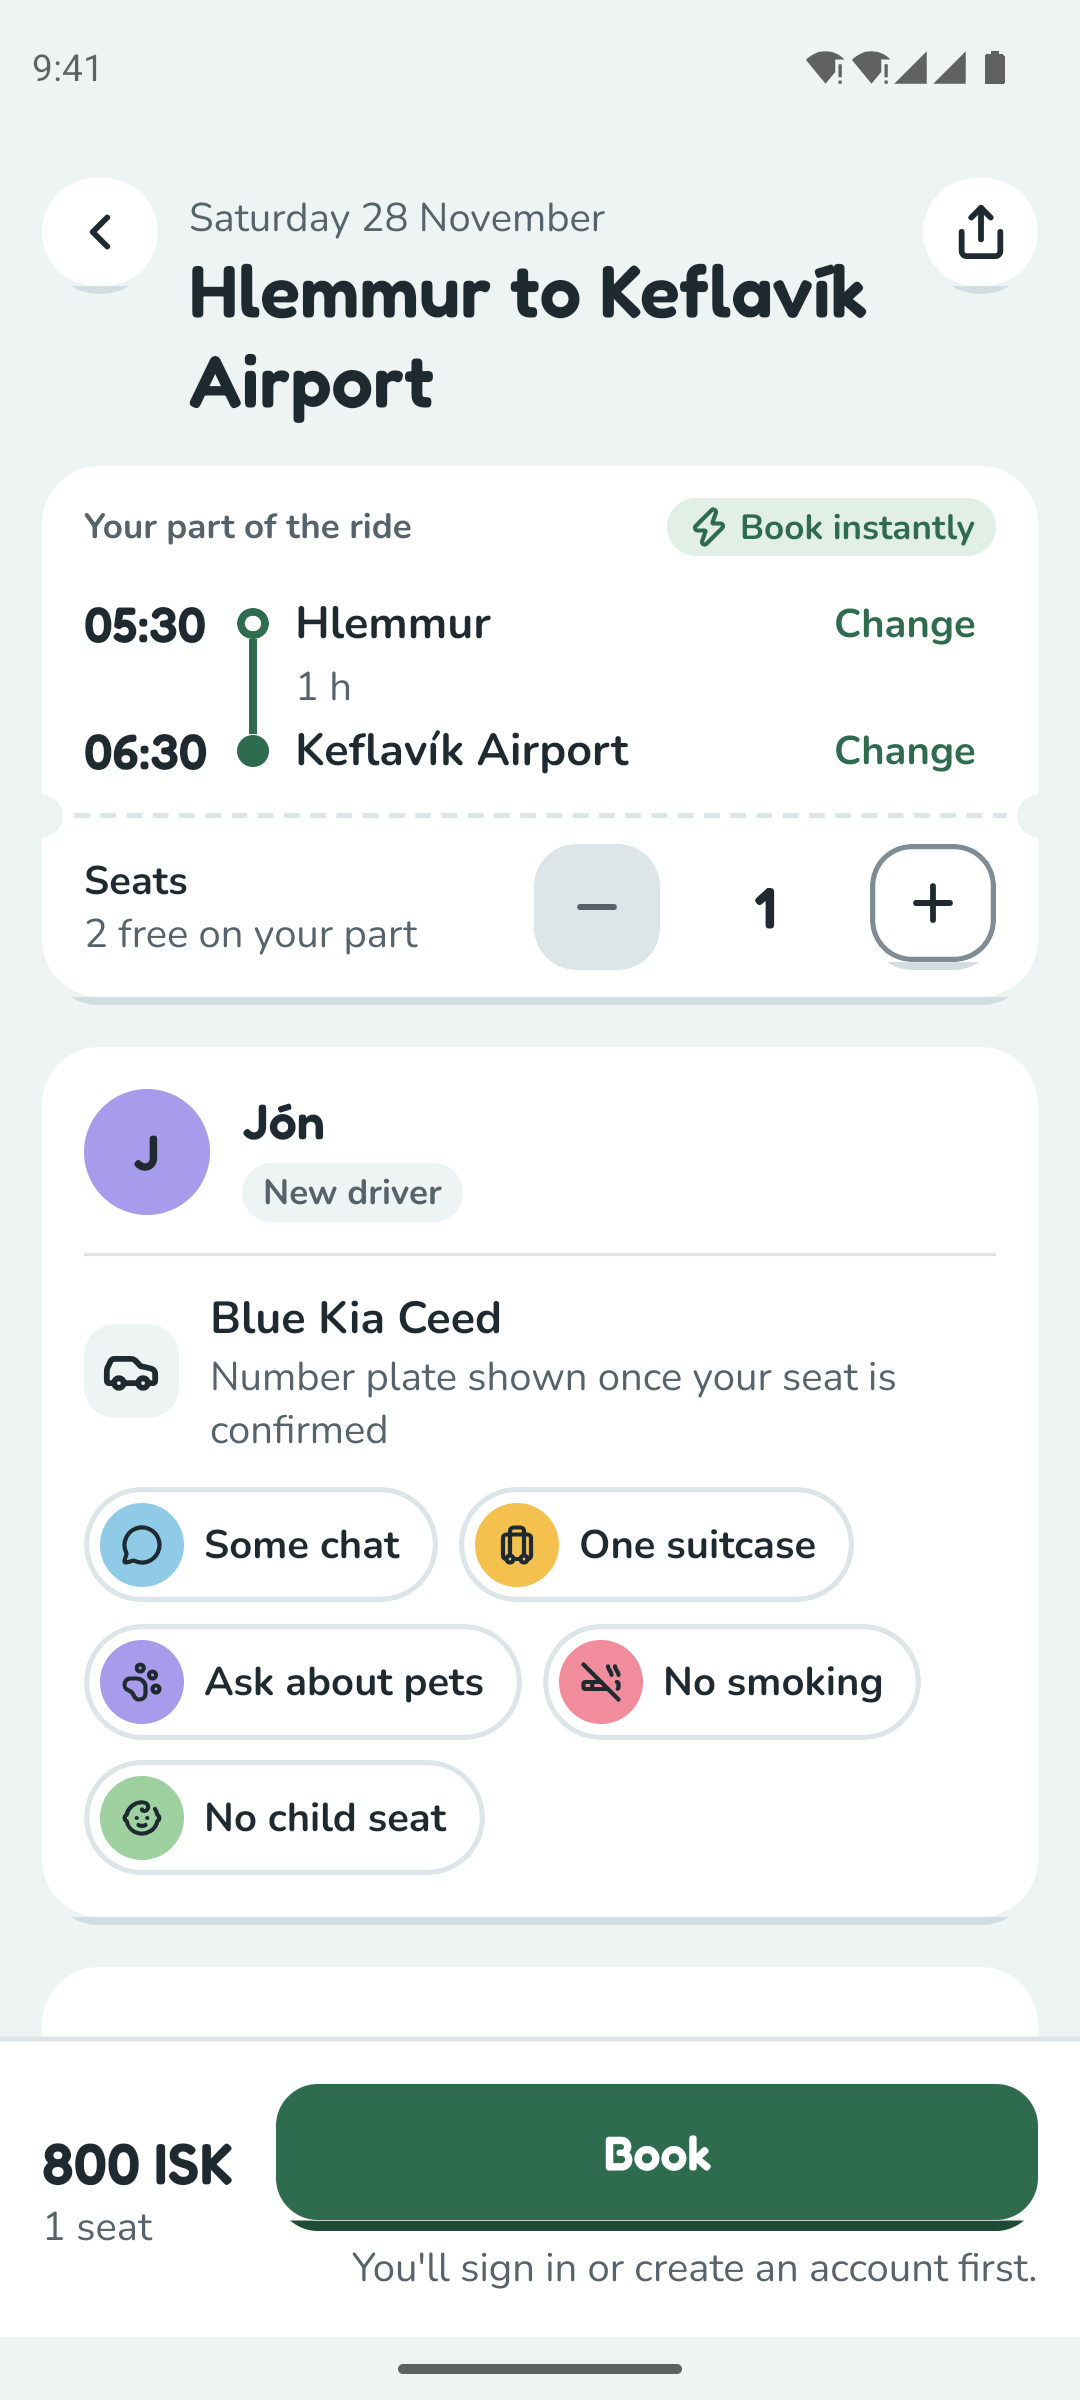 9:41
Saturday 28 November
Hlemmur to Keflavík
Airport
Your part of the ride
Book instantly
05:30
Hlemmur
Change
1 h
06:30
Keflavík Airport
Change
Seats
2 free on your part
1
J
Jón
New driver
Blue Kia Ceed
Number plate shown once your seat is
confirmed
Some chat
One suitcase
Ask about pets
No smoking
No child seat
800 ISK
1 seat
Book
You'll sign in or create an account first.